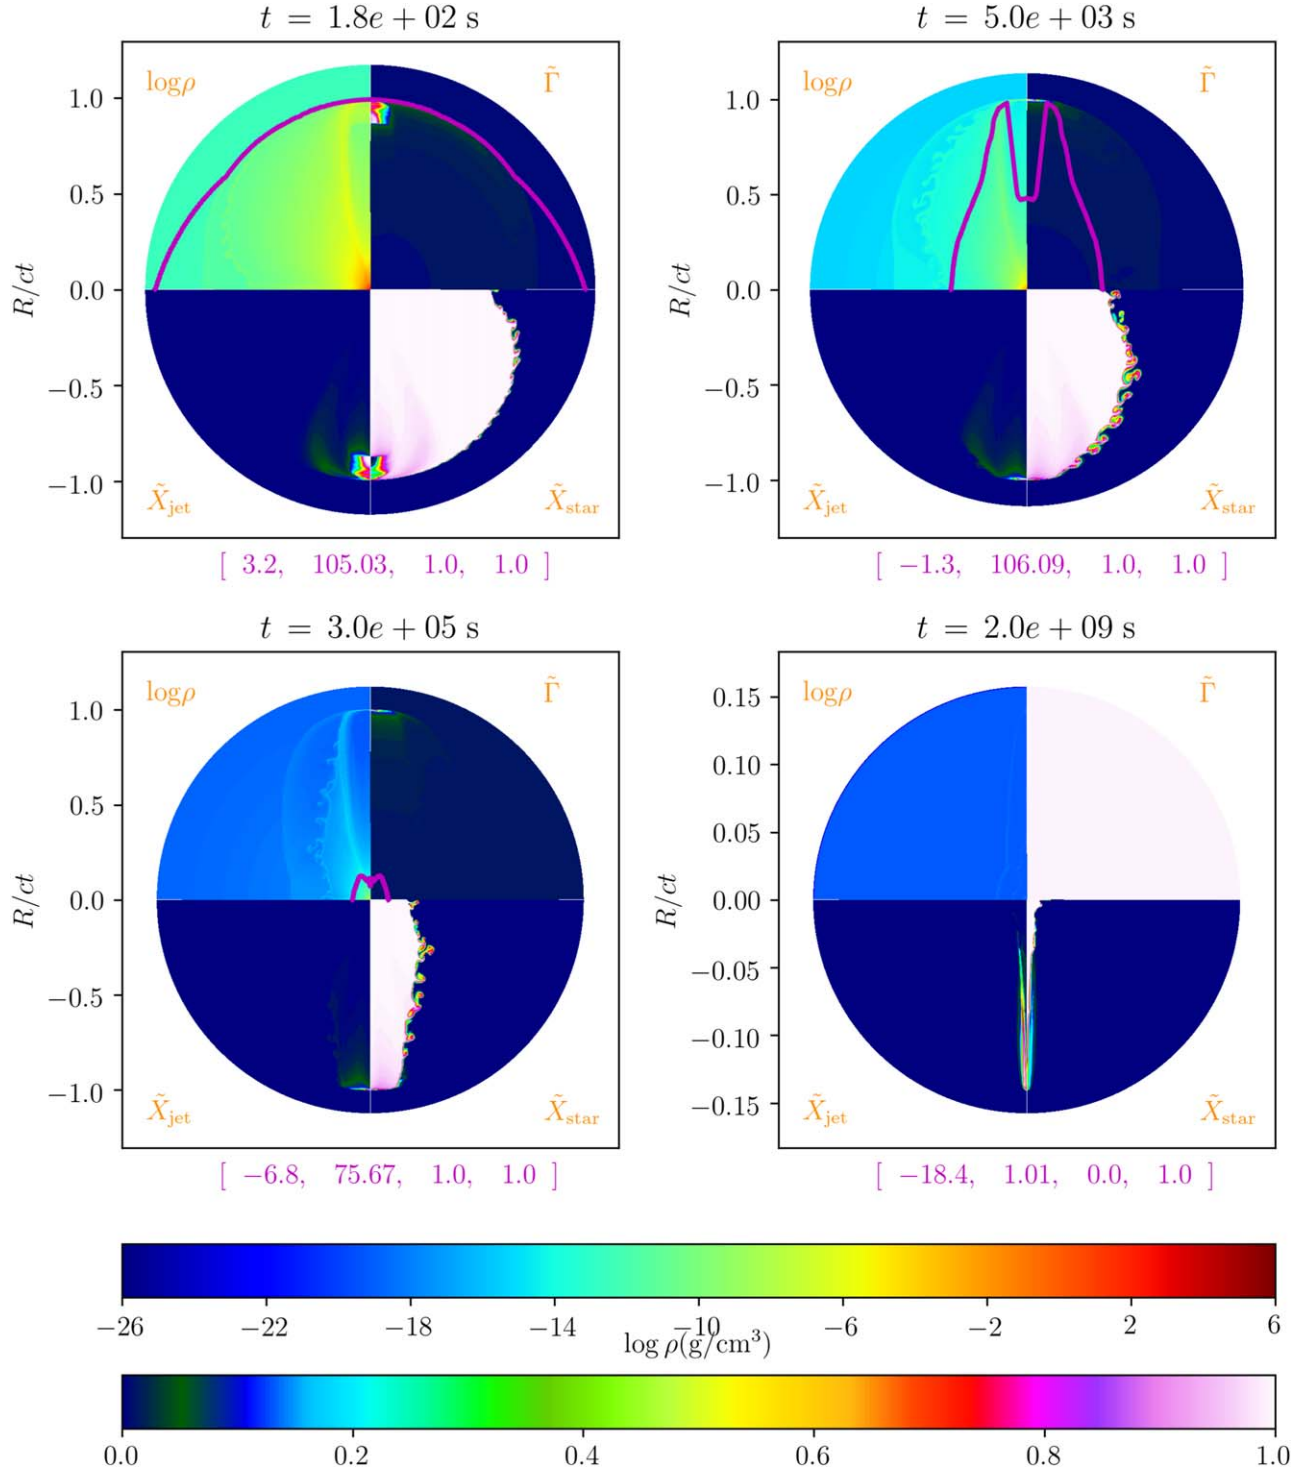 t = 1.8e + 02 s
t = 5.0e + 03 s
logρ Γ̃
logρ Γ̃
1.0
0.5
0.0
−0.5
−1.0
R/ct
1.0
0.5
0.0
−0.5
−1.0
R/ct
X̃jet X̃star
X̃jet X̃star
[ 3.2, 105.03, 1.0, 1.0 ]
[ −1.3, 106.09, 1.0, 1.0 ]
t = 3.0e + 05 s
t = 2.0e + 09 s
logρ Γ̃
logρ Γ̃
1.0
0.5
0.0
−0.5
−1.0
R/ct
0.15
0.10
0.05
0.00
−0.05
−0.10
−0.15
R/ct
X̃jet X̃star
X̃jet X̃star
[ −6.8, 75.67, 1.0, 1.0 ]
[ −18.4, 1.01, 0.0, 1.0 ]
−26 −22 −18 −14 −10 −6 −2 2 6
log ρ(g/cm³)
0.0 0.2 0.4 0.6 0.8 1.0